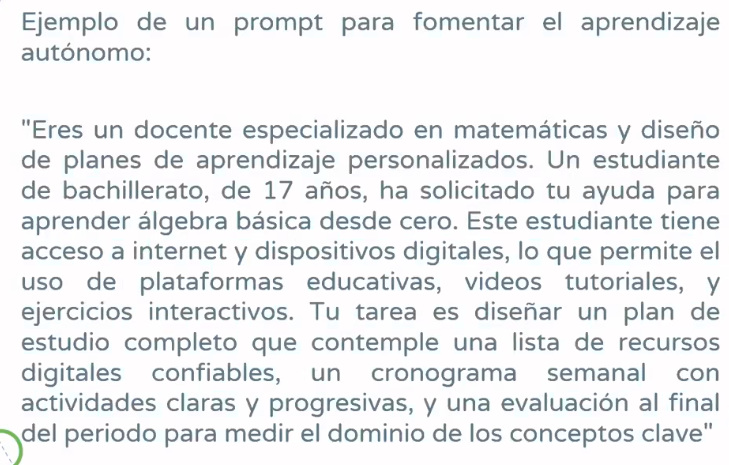 Ejemplo de un prompt para fomentar el aprendizaje
autónomo:
"Eres un docente especializado en matemáticas y diseño
de planes de aprendizaje personalizados. Un estudiante
de bachillerato, de 17 años, ha solicitado tu ayuda para
aprender álgebra básica desde cero. Este estudiante tiene
acceso a internet y dispositivos digitales, lo que permite el
uso de plataformas educativas, videos tutoriales, y
ejercicios interactivos. Tu tarea es diseñar un plan de
estudio completo que contemple una lista de recursos
digitales confiables, un cronograma semanal con
actividades claras y progresivas, y una evaluación al final
del periodo para medir el dominio de los conceptos clave"